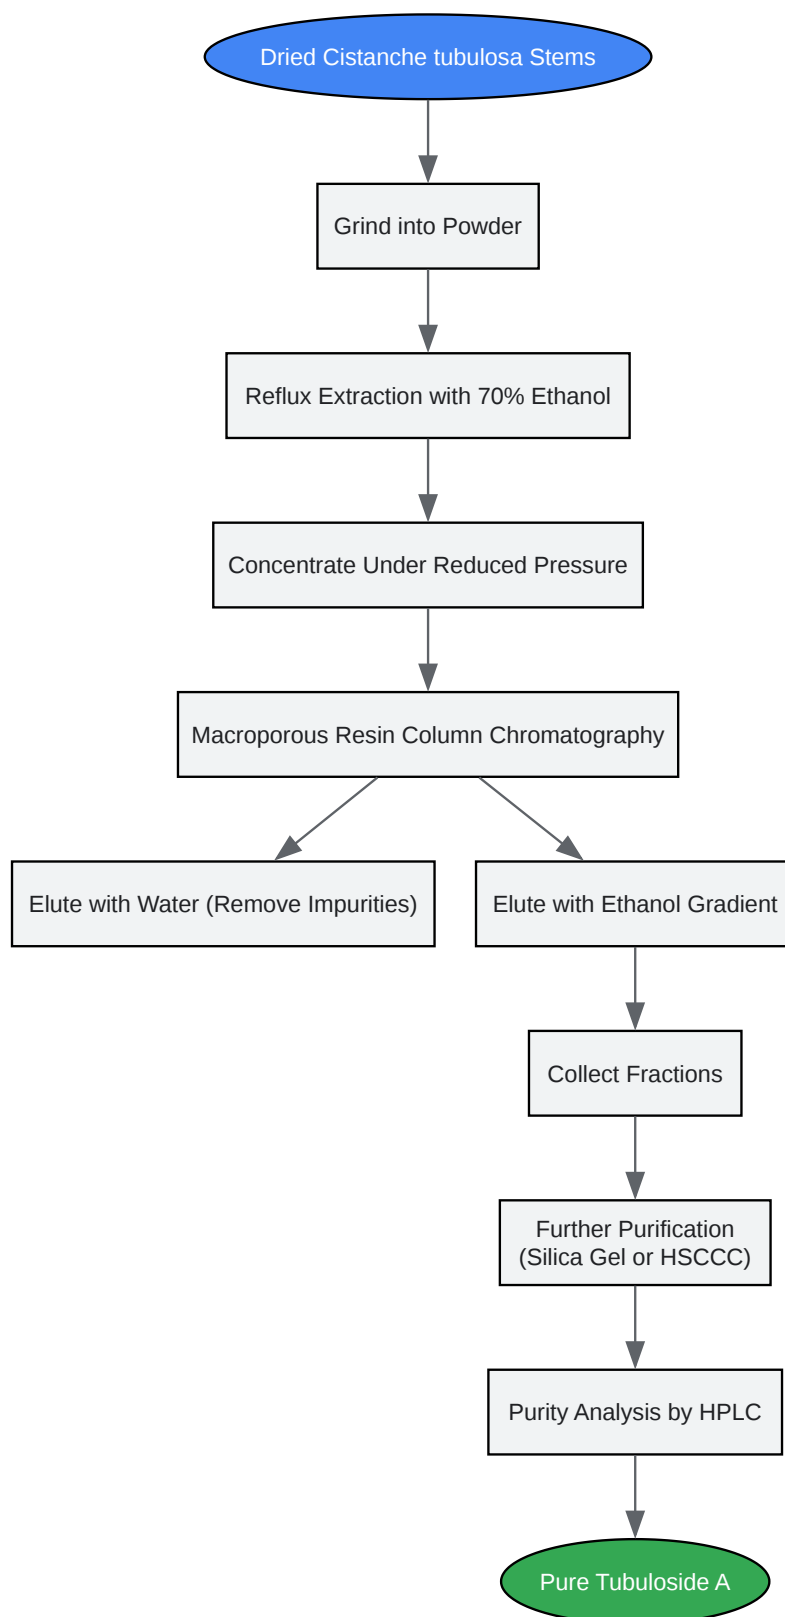 Dried Cistanche tubulosa Stems
Grind into Powder
Reflux Extraction with 70% Ethanol
Concentrate Under Reduced Pressure
Macroporous Resin Column Chromatography
Elute with Water (Remove Impurities)
Elute with Ethanol Gradient
Collect Fractions
Further Purification
(Silica Gel or HSCCC)
Purity Analysis by HPLC
Pure Tubuloside A